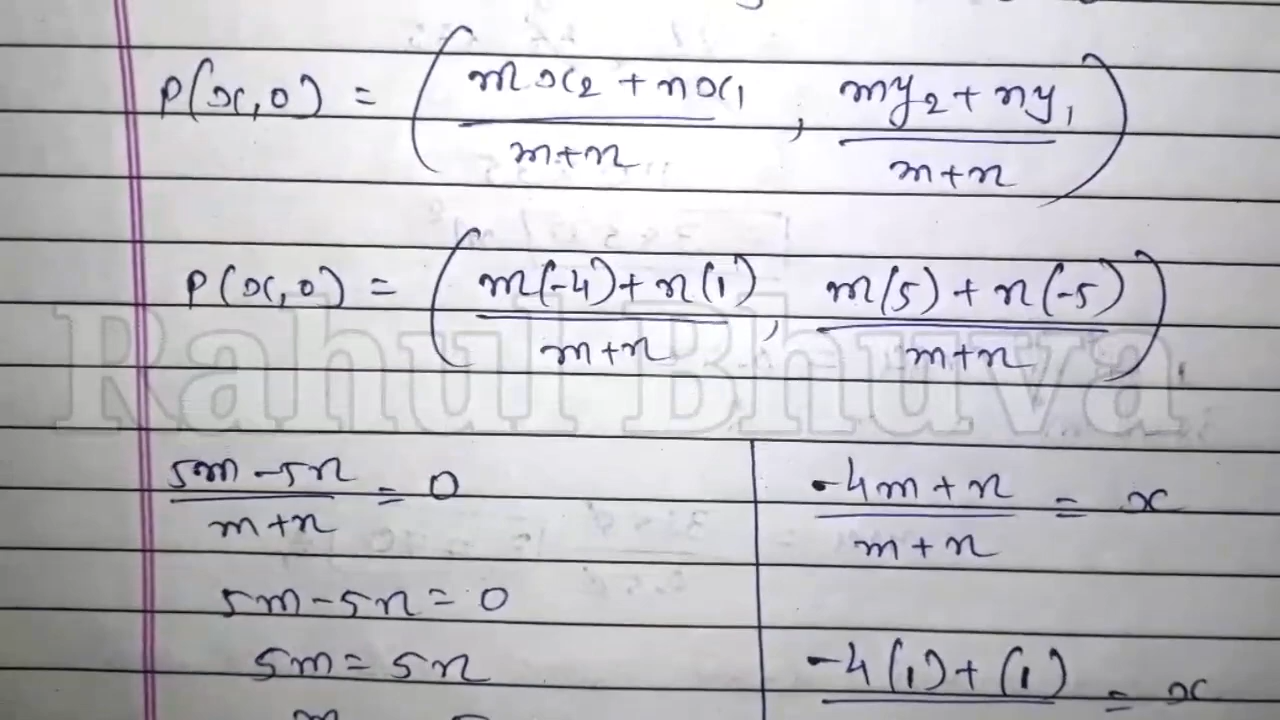 P(x,0) = ( mx₂ + nx₁ / m+n , my₂ + ny₁ / m+n )
P(x,0) = ( m(-4)+n(1) / m+n , m(5)+n(-5) / m+n )
Rahul Bhuva
5m-5n / m+n = 0
5m-5n=0
5m=5n
-4m+n / m+n = x
-4(1)+(1) = x